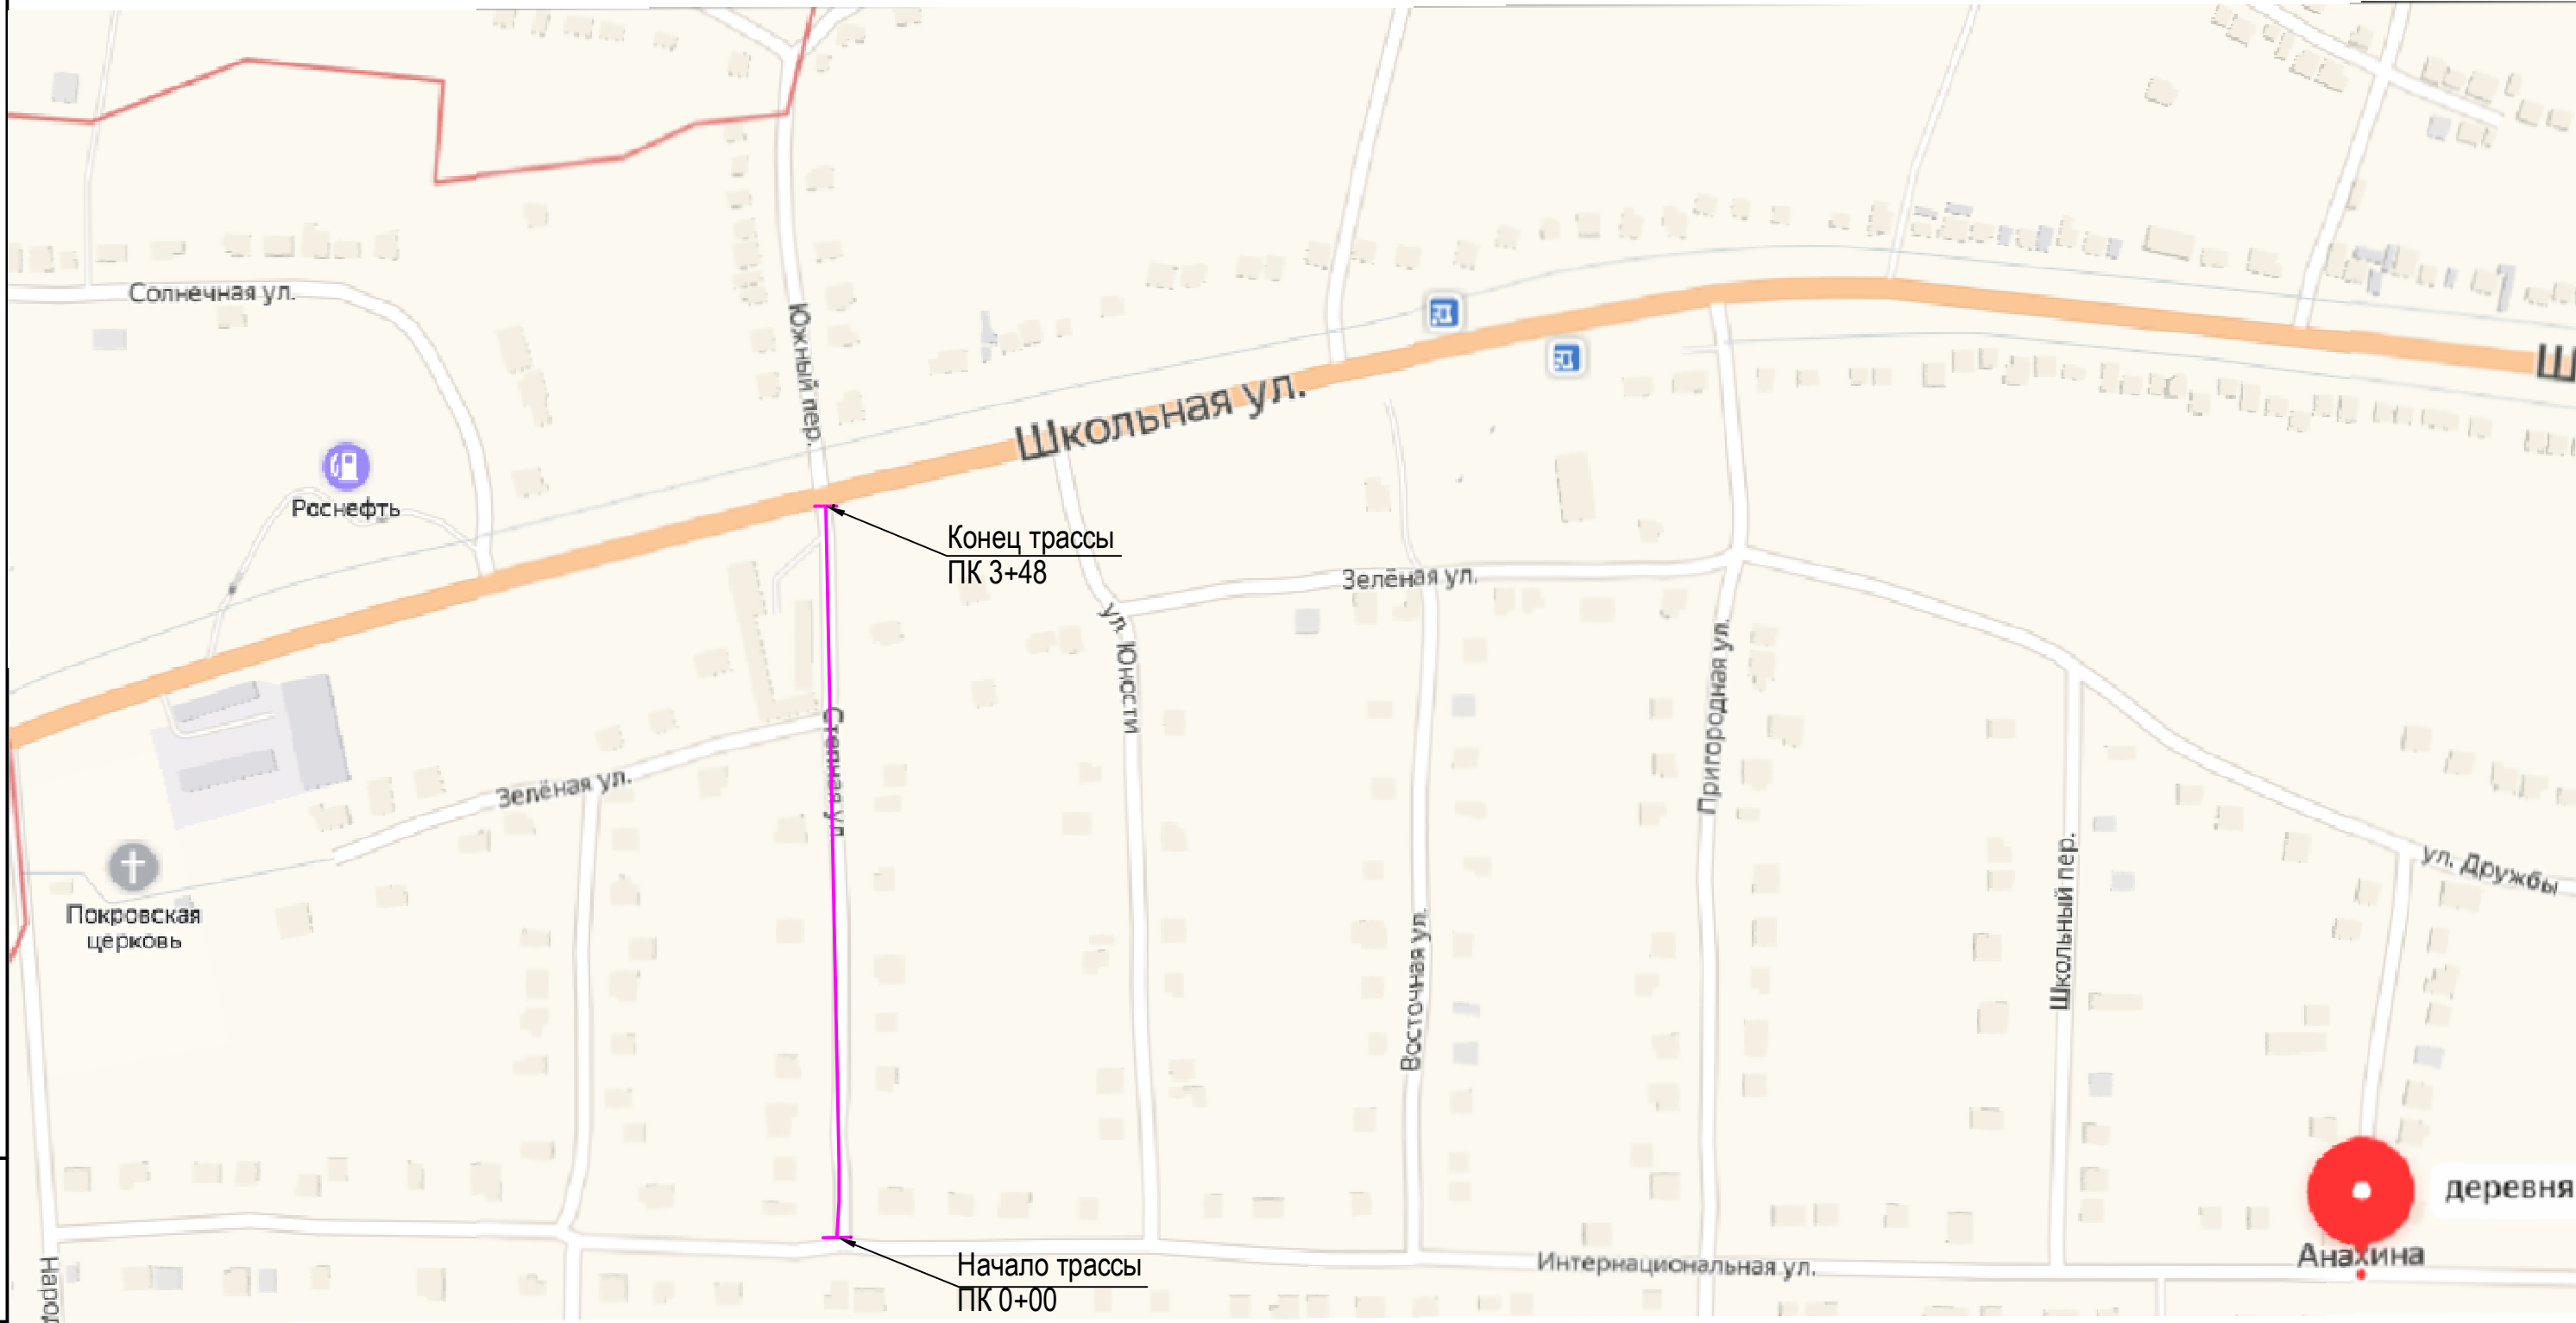 Солнечная ул.
Южный пер.
Школьная ул.
Ш
Роснефть
Конец трассы
ПК 3+48
Зелёная ул.
ул. Юности
Пригородная ул.
Степная ул.
Зелёная ул.
Школьный пер.
ул. Дружбы
Покровская
церковь
Восточная ул.
деревня
Анахина
Начало трассы
ПК 0+00
Интернациональная ул.
Народ